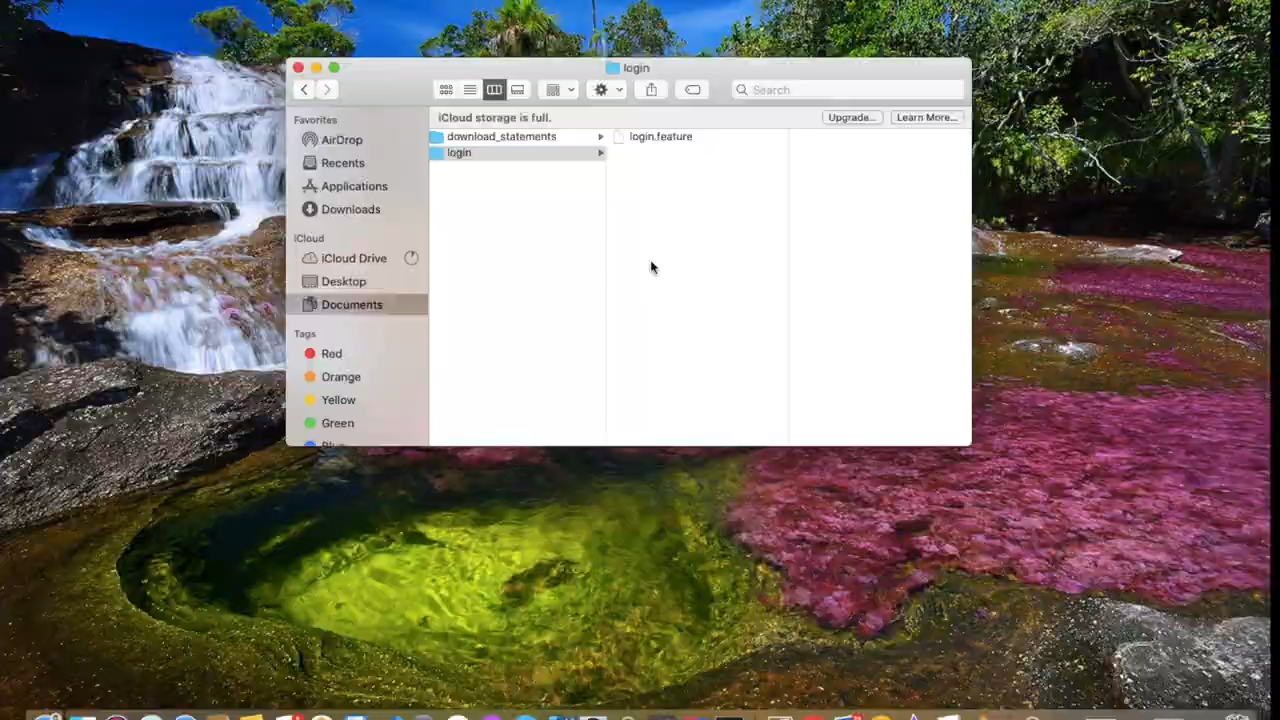 login
Search
Favorites
AirDrop
Recents
Applications
Downloads
iCloud
iCloud Drive
Desktop
Documents
Tags
Red
Orange
Yellow
Green
iCloud storage is full.
Upgrade...
Learn More...
download_statements
login
login.feature